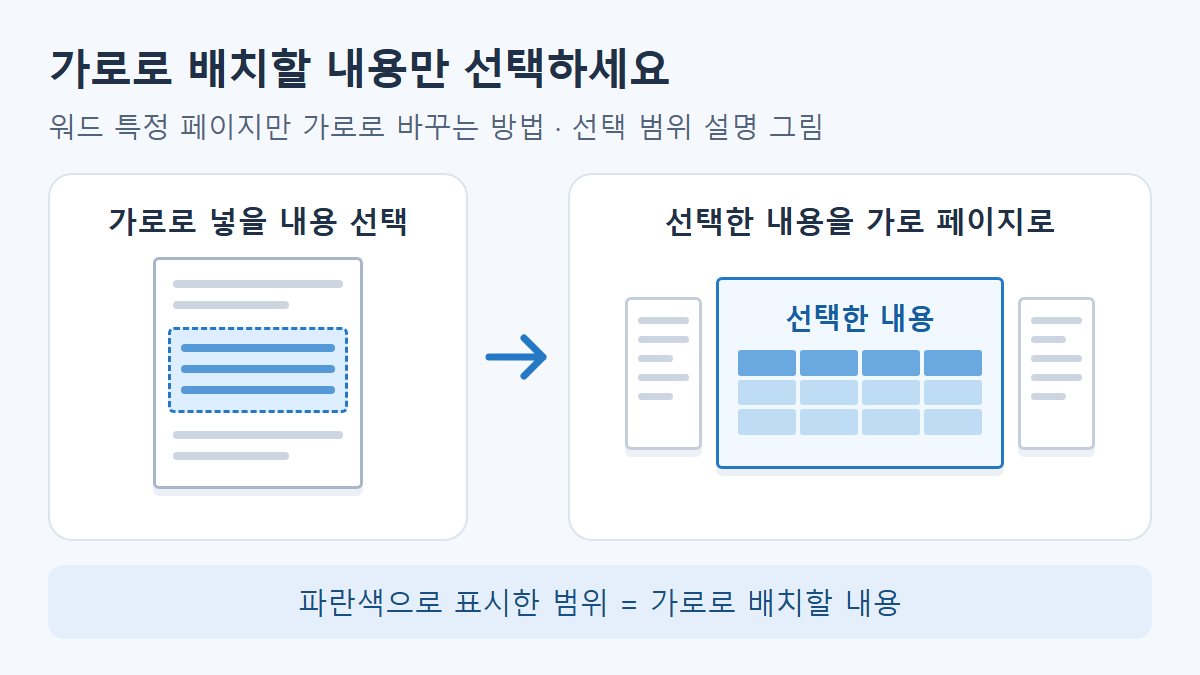 가로로 배치할 내용만 선택하세요
워드 특정 페이지만 가로로 바꾸는 방법 · 선택 범위 설명 그림
가로로 넣을 내용 선택
선택한 내용을 가로 페이지로
선택한 내용
파란색으로 표시한 범위 = 가로로 배치할 내용